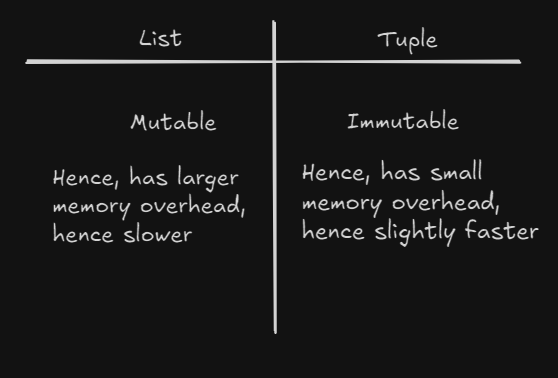 List
Tuple
Mutable
Immutable
Hence, has larger
memory overhead,
hence slower
Hence, has small
memory overhead,
hence slightly faster